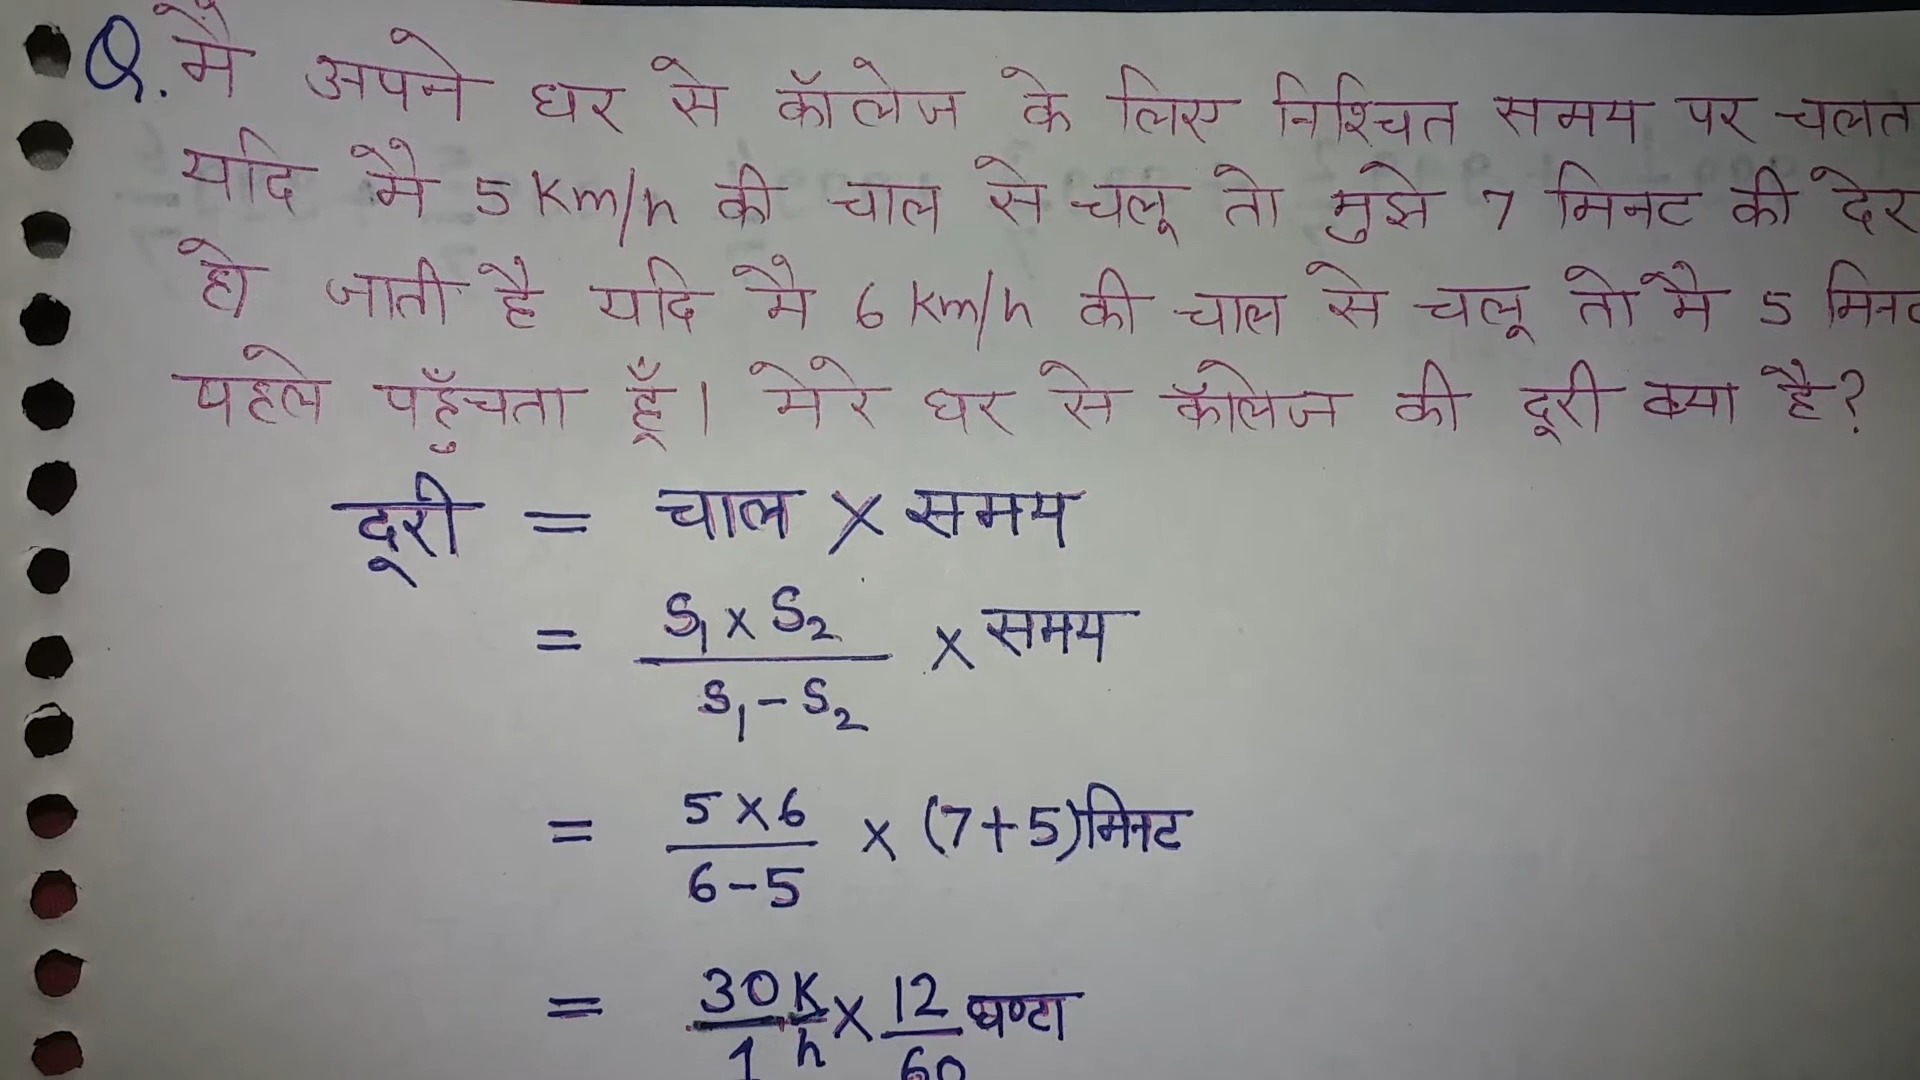 Q. मैं अपने घर से कॉलेज के लिए निश्चित समय पर चलत
यदि मै 5 Km/h की चाल से चलू तो मुझे 7 मिनट की देर
हो जाती है यदि मै 6 Km/h की चाल से चलू तो मै 5 मिनट
पहले पहुँचता हूँ। मेरे घर से कॉलेज की दूरी क्या है?
दूरी = चाल × समय
= S₁ × S₂ / S₁ - S₂ × समय
= 5 × 6 / 6 - 5 × (7+5) मिनट
= 30 / 1 K/h × 12 / 60 घण्टा